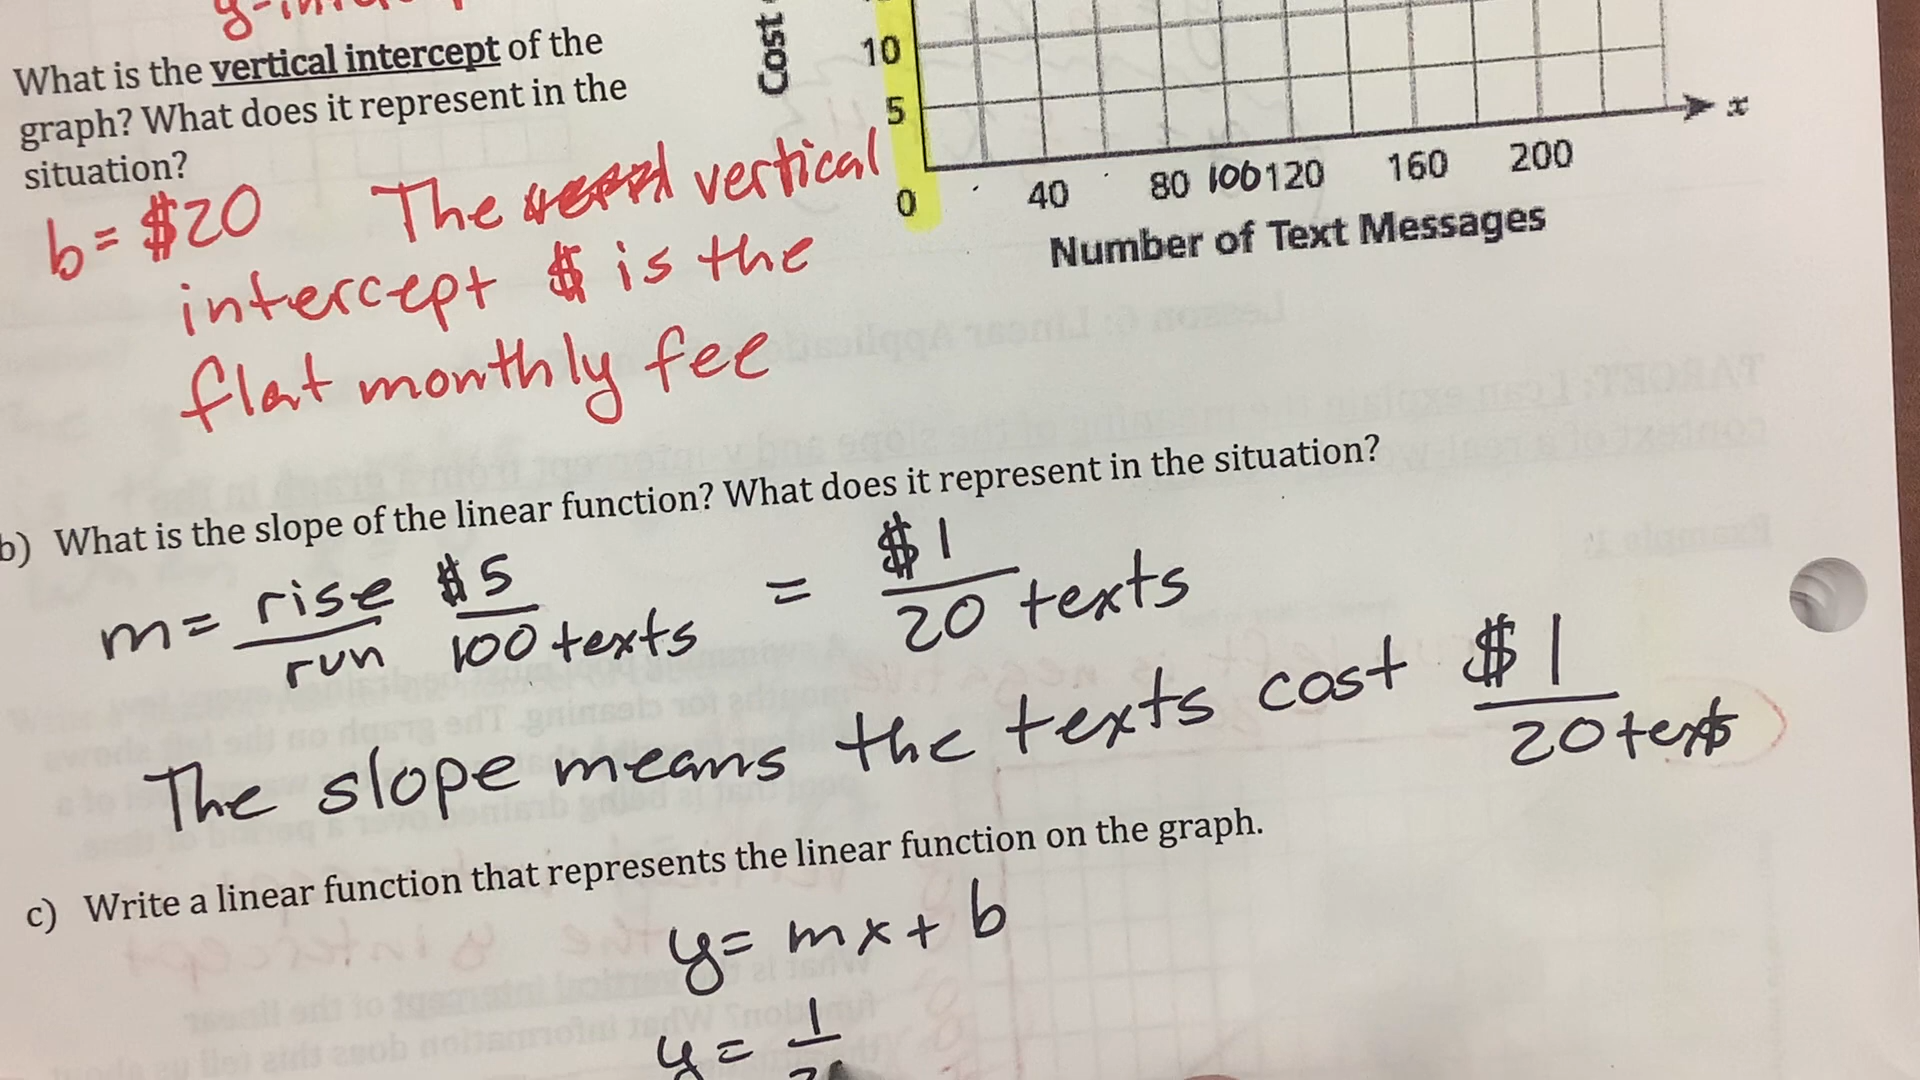 What is the vertical intercept of the
graph? What does it represent in the
situation?
b = $20 The vertical
intercept $ is the
flat monthly fee
Cost
10
5
0
40 80 100 120 160 200
x
Number of Text Messages
b) What is the slope of the linear function? What does it represent in the situation?
m = rise/run $5/100 texts = $1/20 texts
The slope means the texts cost $1/20 texts
c) Write a linear function that represents the linear function on the graph.
y = mx + b
y = 1